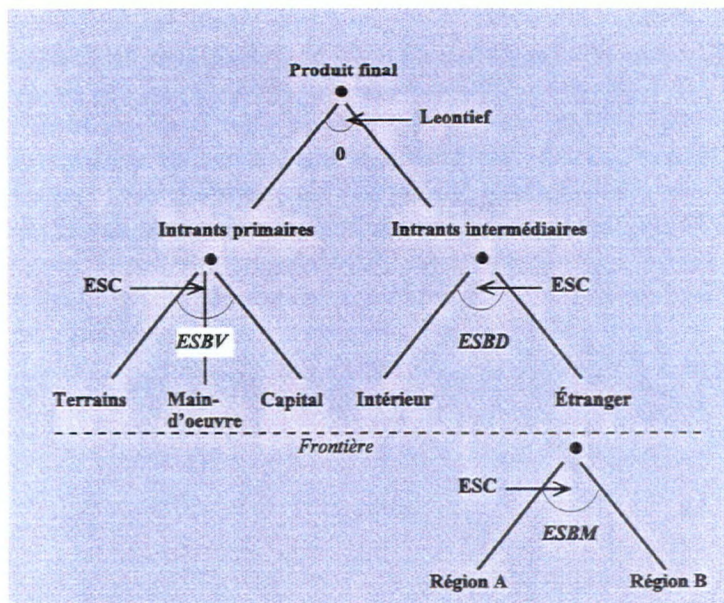 Produit final
Leontief
0
Intrants primaires
Intrants intermédiaires
ESC
ESC
ESBV
ESBD
Terrains
Main-
d'oeuvre
Capital
Intérieur
Étranger
Frontière
ESC
ESBM
Région A
Région B